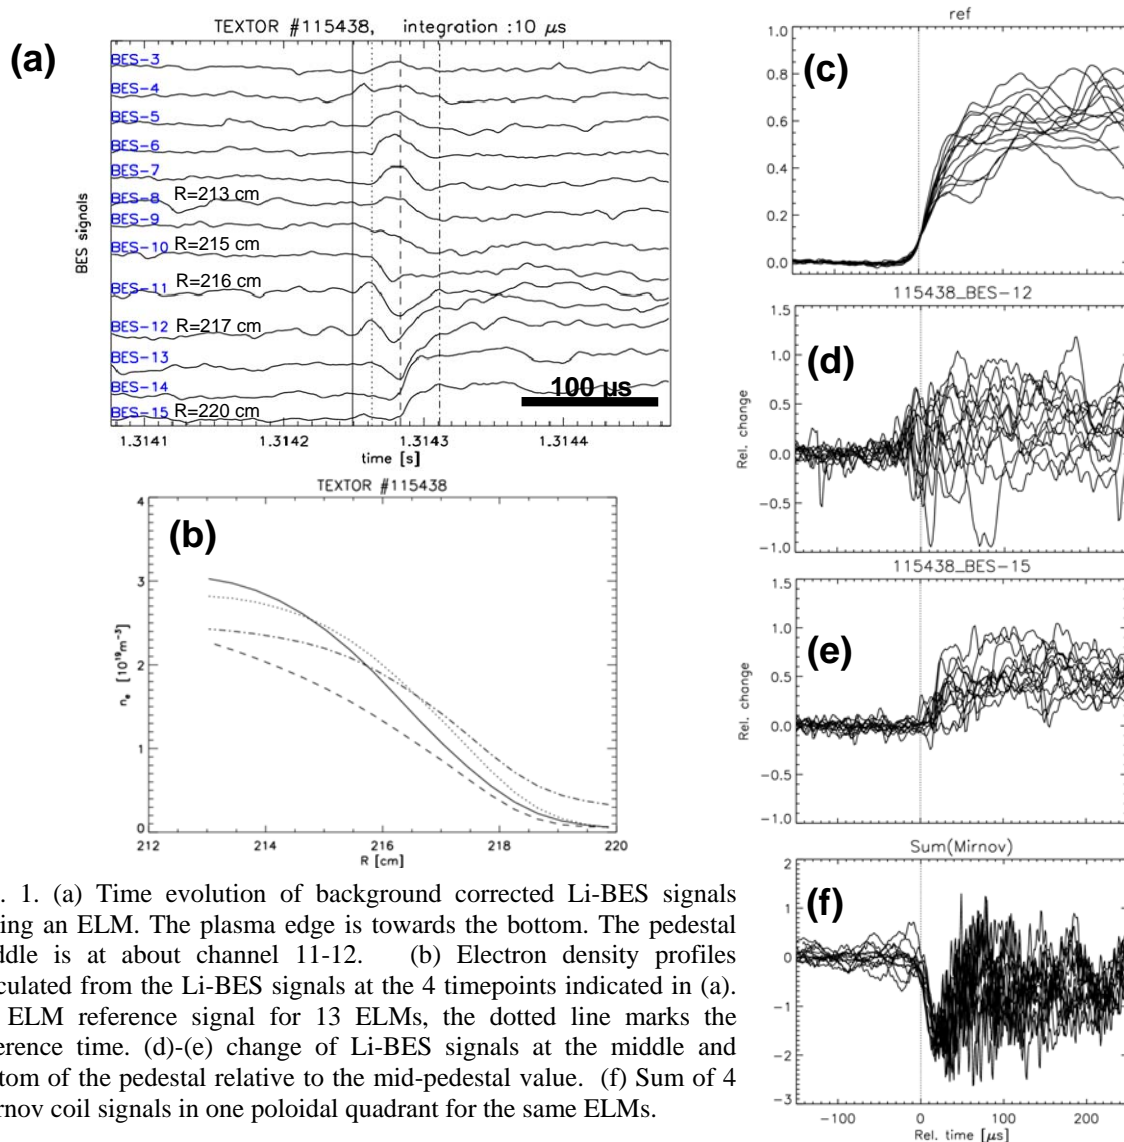 TEXTOR #115438, integration :10 μs
(a)
BES-3
BES-4
BES-5
BES-6
BES-7
BES-8 R=213 cm
BES-9
BES-10 R=215 cm
BES-11 R=216 cm
BES-12 R=217 cm
BES-13
BES-14
BES-15 R=220 cm
BES signals
100 μs
1.3141 1.3142 1.3143 1.3144
time [s]
TEXTOR #115438
(b)
4
3
2
1
0
nₑ [10¹⁹m⁻³]
212 214 216 218 220
R [cm]
. 1. (a) Time evolution of background corrected Li-BES signals
ing an ELM. The plasma edge is towards the bottom. The pedestal
ddle is at about channel 11-12. (b) Electron density profiles
culated from the Li-BES signals at the 4 timepoints indicated in (a).
ELM reference signal for 13 ELMs, the dotted line marks the
erence time. (d)-(e) change of Li-BES signals at the middle and
tom of the pedestal relative to the mid-pedestal value. (f) Sum of 4
rnov coil signals in one poloidal quadrant for the same ELMs.
ref
(c)
1.0
0.8
0.6
0.4
0.2
0.0
115438_BES-12
(d)
1.5
1.0
0.5
0.0
-0.5
-1.0
Rel. change
115438_BES-15
(e)
1.5
1.0
0.5
0.0
-0.5
-1.0
Rel. change
Sum(Mirnov)
(f)
2
1
0
-1
-2
-3
-100 0 100 200
Rel. time [μs]